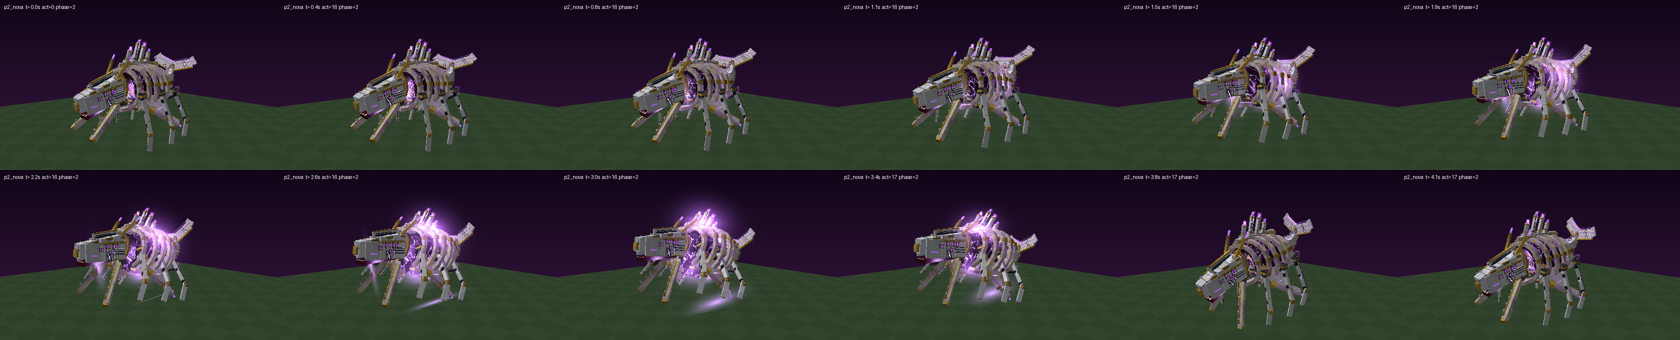 p2_nova t=0.0s act=0 phase=2
p2_nova t=0.4s act=16 phase=2
p2_nova t=0.8s act=16 phase=2
p2_nova t=1.1s act=16 phase=2
p2_nova t=1.5s act=16 phase=2
p2_nova t=1.9s act=16 phase=2
p2_nova t=2.2s act=16 phase=2
p2_nova t=2.6s act=16 phase=2
p2_nova t=3.0s act=16 phase=2
p2_nova t=3.4s act=17 phase=2
p2_nova t=3.8s act=17 phase=2
p2_nova t=4.1s act=17 phase=2